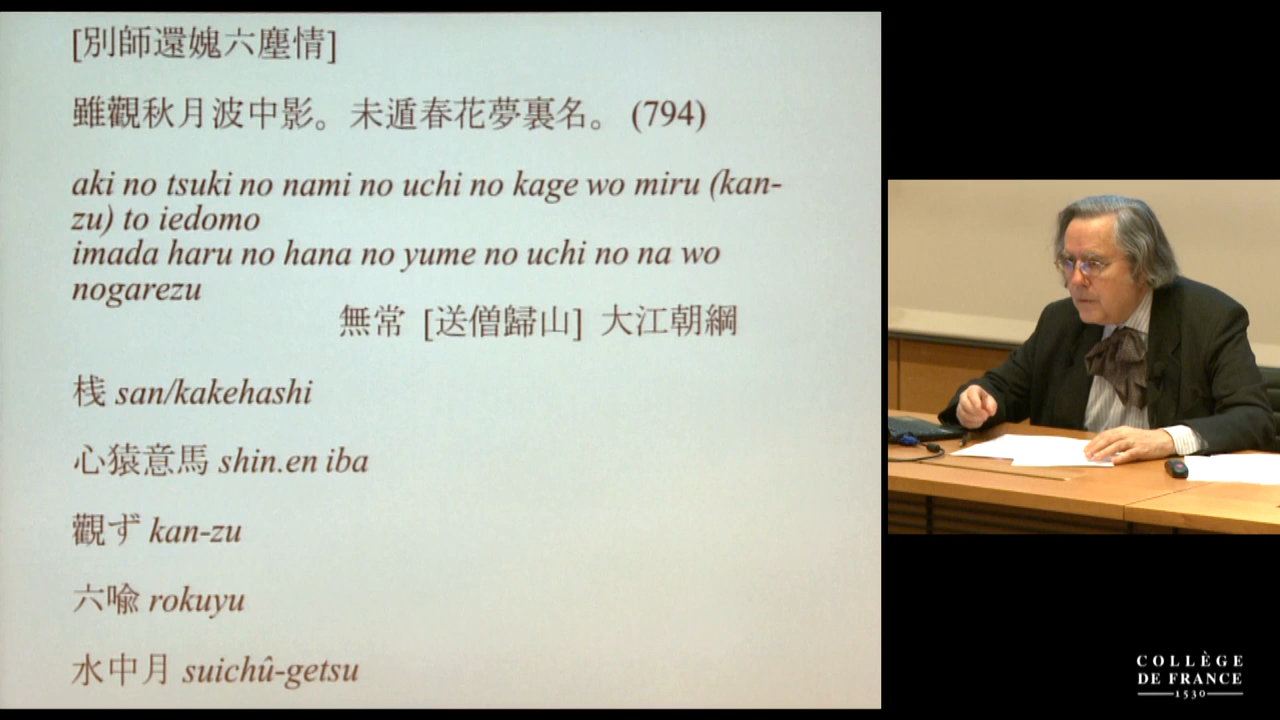 [別師還媿六塵情]
雖觀秋月波中影。未遁春花夢裏名。 (794)
aki no tsuki no nami no uchi no kage wo miru (kan-
zu) to iedomo
imada haru no hana no yume no uchi no na wo
nogarezu
無常 [送僧歸山] 大江朝綱
桟 san/kakehashi
心猿意馬 shin.en iba
觀ず kan-zu
六喩 rokuyu
水中月 suichû-getsu
COLLÈGE
DE FRANCE
1530